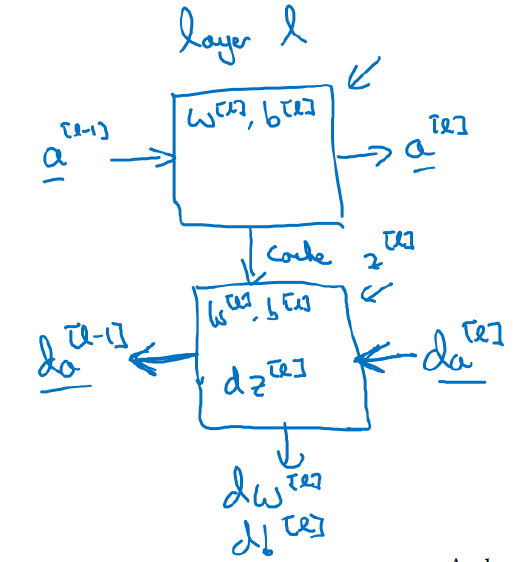 layer l
W^[l], b^[l]
a^[l-1]
a^[l]
cache z^[l]
W^[l], b^[l]
da^[l-1]
dz^[l]
da^[l]
dW^[l]
db^[l]